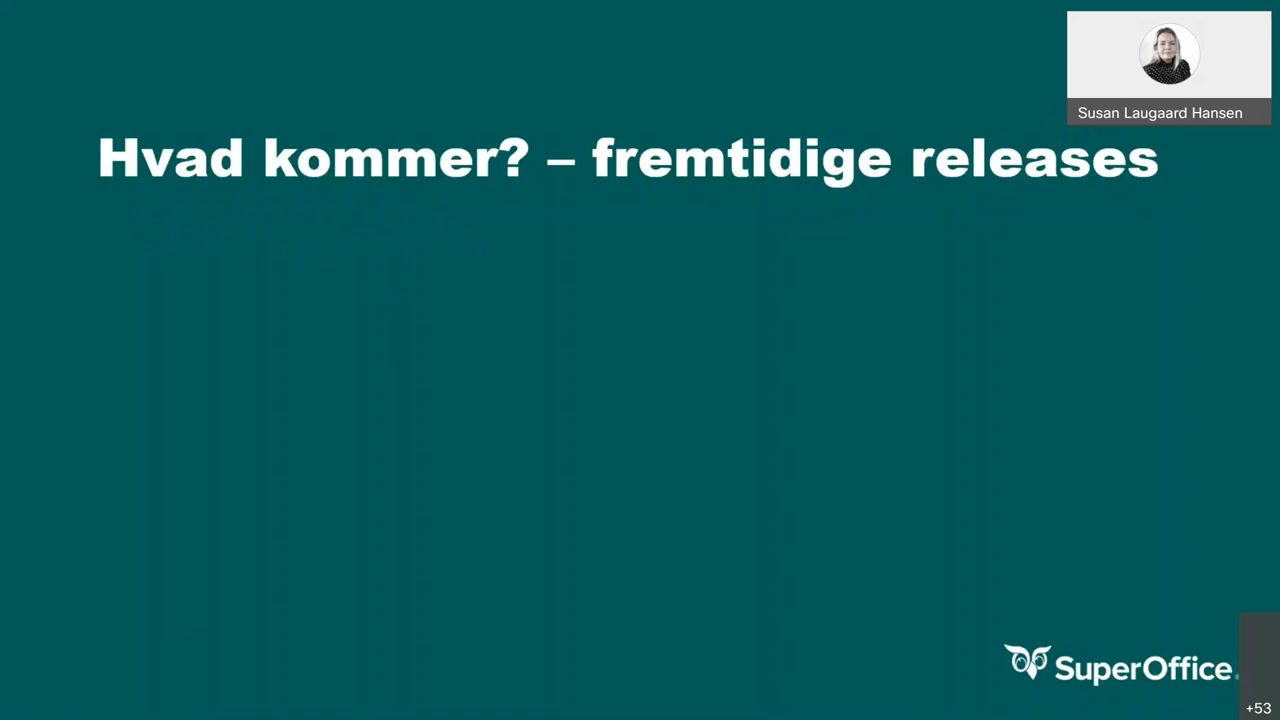 Susan Laugaard Hansen
Hvad kommer? – fremtidige releases
SuperOffice.
+53